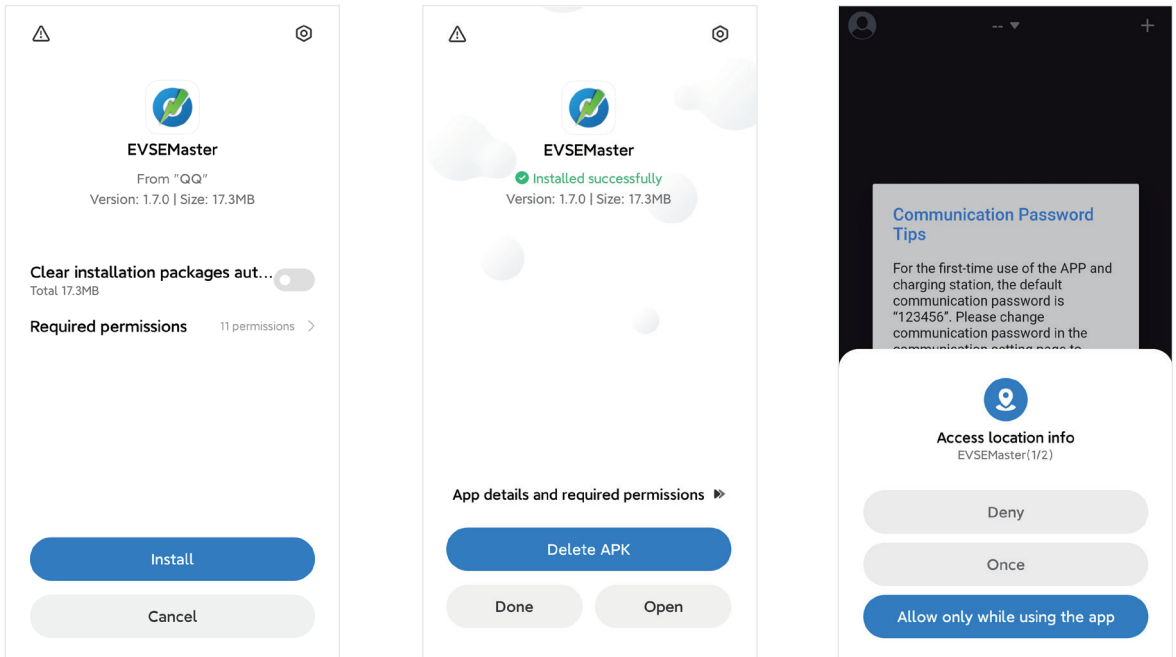 EVSEMaster
From "QQ"
Version: 1.7.0 | Size: 17.3MB
Clear installation packages aut...
Total 17.3MB
Required permissions 11 permissions
Install
Cancel
EVSEMaster
Installed successfully
Version: 1.7.0 | Size: 17.3MB
App details and required permissions
Delete APK
Done Open
--
Communication Password
Tips
For the first-time use of the APP and
charging station, the default
communication password is
“123456”. Please change
communication password in the
communication setting page to
Access location info
EVSEMaster(1/2)
Deny
Once
Allow only while using the app